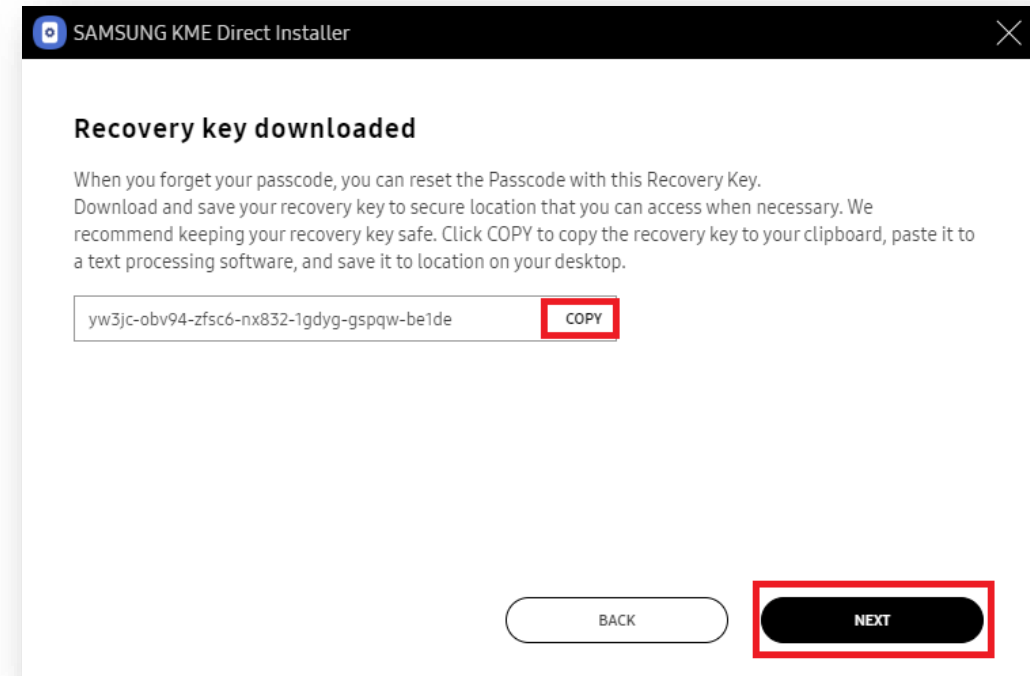 SAMSUNG KME Direct Installer
Recovery key downloaded
When you forget your passcode, you can reset the Passcode with this Recovery Key.
Download and save your recovery key to secure location that you can access when necessary. We
recommend keeping your recovery key safe. Click COPY to copy the recovery key to your clipboard, paste it to
a text processing software, and save it to location on your desktop.
yw3jc-obv94-zfsc6-nx832-1gdyg-gspqw-be1de COPY
BACK NEXT